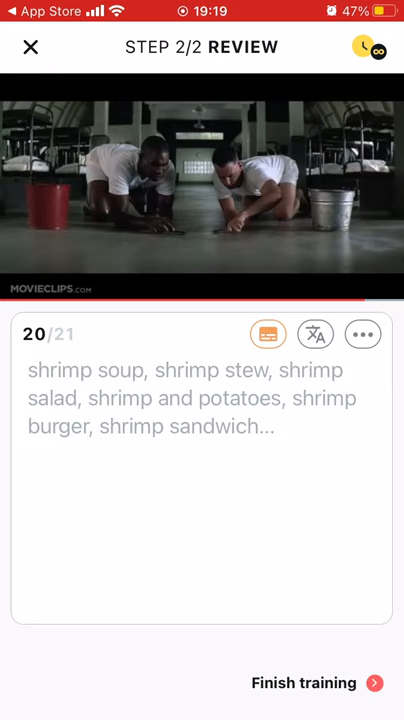 App Store
19:19
47%
STEP 2/2 REVIEW
MOVIECLIPS.COM
20/21
shrimp soup, shrimp stew, shrimp
salad, shrimp and potatoes, shrimp
burger, shrimp sandwich...
Finish training